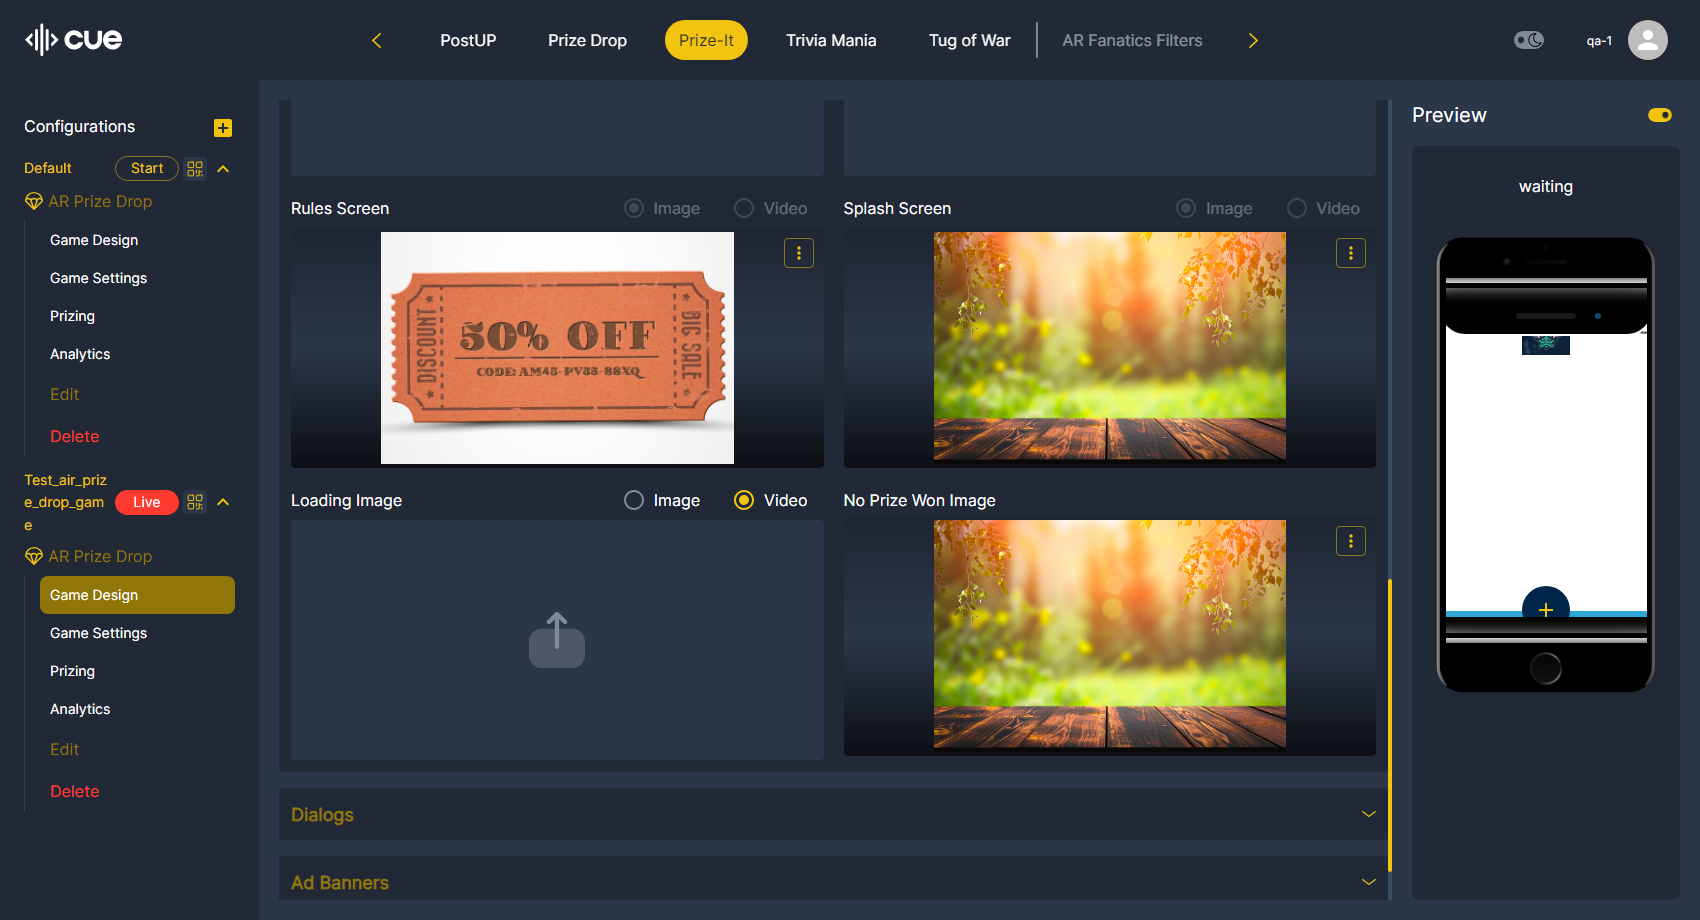 cue
PostUP
Prize Drop
Prize-It
Trivia Mania
Tug of War
AR Fanatics Filters
qa-1
Configurations
Default
Start
AR Prize Drop
Game Design
Game Settings
Prizing
Analytics
Edit
Delete
Test_air_priz
e_drop_gam
e
Live
AR Prize Drop
Game Design
Game Settings
Prizing
Analytics
Edit
Delete
Rules Screen
Image
Video
DISCOUNT
50% OFF
CODE: AM45-PV55-88XQ
BIG SALE
Splash Screen
Image
Video
Loading Image
Image
Video
No Prize Won Image
Dialogs
Ad Banners
Preview
waiting